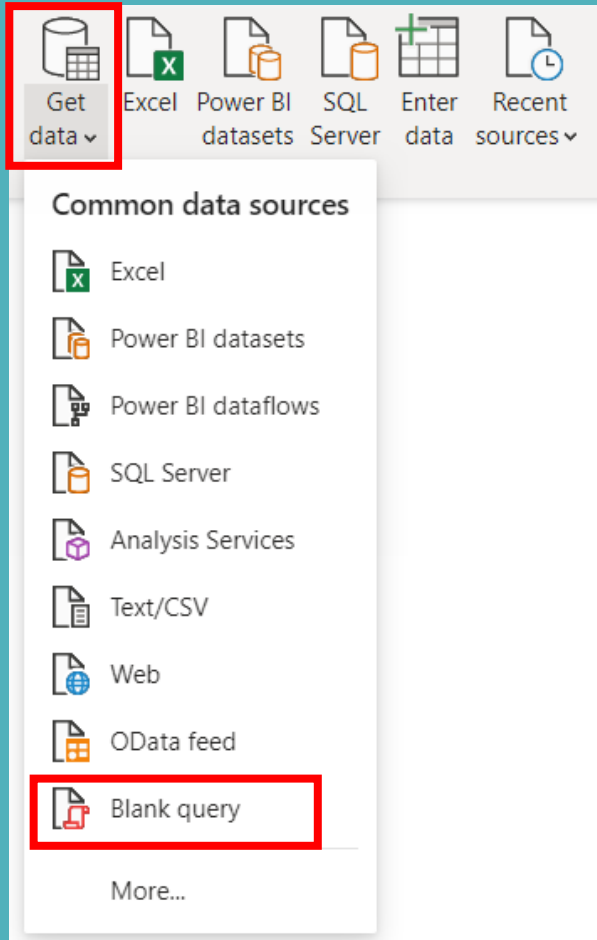 Get data Excel Power BI datasets SQL Server Enter data Recent sources
Common data sources
Excel
Power BI datasets
Power BI dataflows
SQL Server
Analysis Services
Text/CSV
Web
OData feed
Blank query
More...